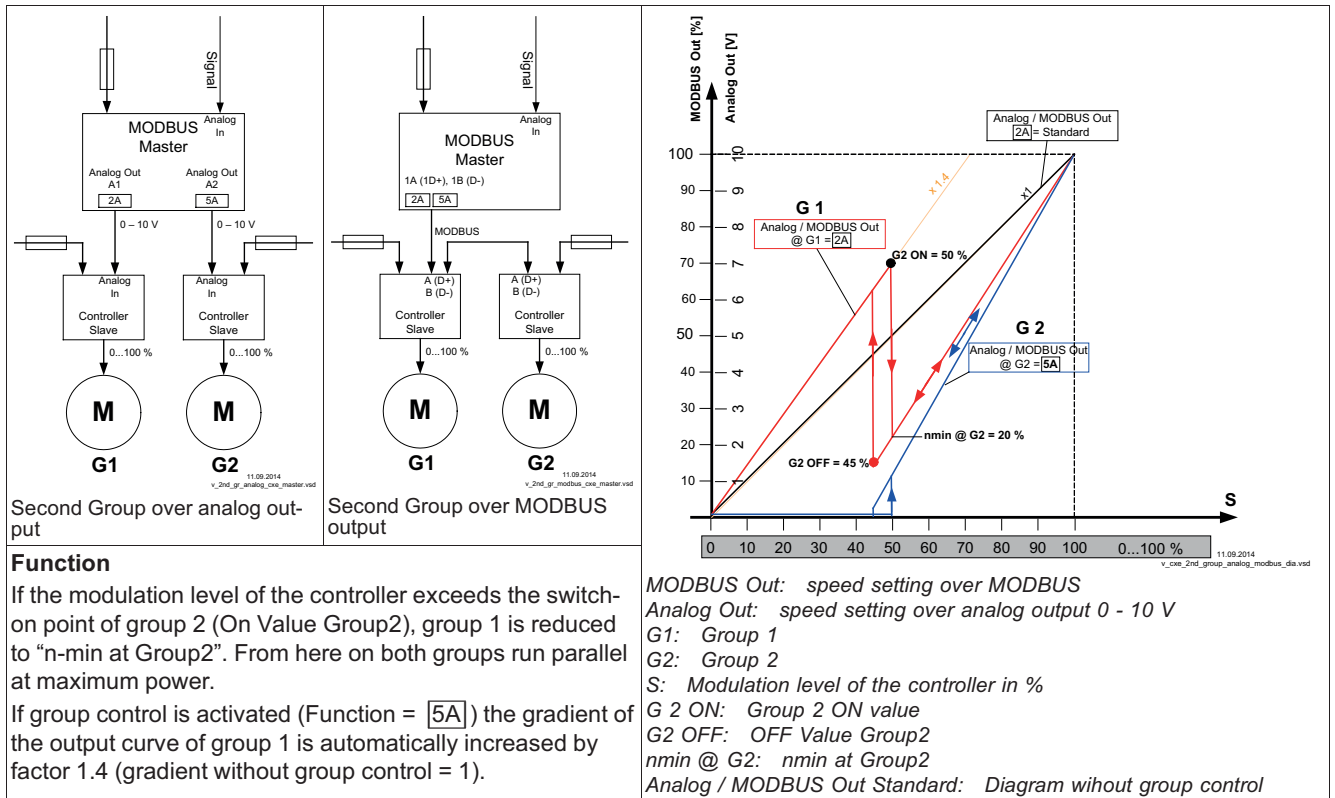 Signal
MODBUS
Master
Analog
In
Analog Out
A1
2A
Analog Out
A2
5A
0 – 10 V
0 – 10 V
Analog
In
Controller
Slave
Analog
In
Controller
Slave
0...100 %
0...100 %
M
M
G1
G2
11.09.2014
v_2nd_gr_analog_cxe_master.vsd
Second Group over analog out-
put
Signal
Analog
In
MODBUS
Master
1A (1D+), 1B (D-)
2A 5A
MODBUS
A (D+)
B (D-)
Controller
Slave
A (D+)
B (D-)
Controller
Slave
0...100 %
0...100 %
M
M
G1
G2
11.09.2014
v_2nd_gr_modbus_cxe_master.vsd
Second Group over MODBUS
output
Function
If the modulation level of the controller exceeds the switch-
on point of group 2 (On Value Group2), group 1 is reduced
to “n-min at Group2”. From here on both groups run parallel
at maximum power.
If group control is activated (Function = 5A) the gradient of
the output curve of group 1 is automatically increased by
factor 1.4 (gradient without group control = 1).
MODBUS Out [%]
Analog Out [V]
Analog / MODBUS Out
2A = Standard
100 10
90 9
80 8
70 7
60 6
50 5
40 4
30 3
20 2
10 1
x 1.4
x1
G 1
Analog / MODBUS Out
@ G1 = 2A
G2 ON = 50 %
G 2
Analog / MODBUS Out
@ G2 = 5A
nmin @ G2 = 20 %
G2 OFF = 45 %
S
0 10 20 30 40 50 60 70 80 90 100 0...100 %
11.09.2014
v_cxe_2nd_group_analog_modbus_dia.vsd
MODBUS Out: speed setting over MODBUS
Analog Out: speed setting over analog output 0 - 10 V
G1: Group 1
G2: Group 2
S: Modulation level of the controller in %
G 2 ON: Group 2 ON value
G2 OFF: OFF Value Group2
nmin @ G2: nmin at Group2
Analog / MODBUS Out Standard: Diagram wihout group control